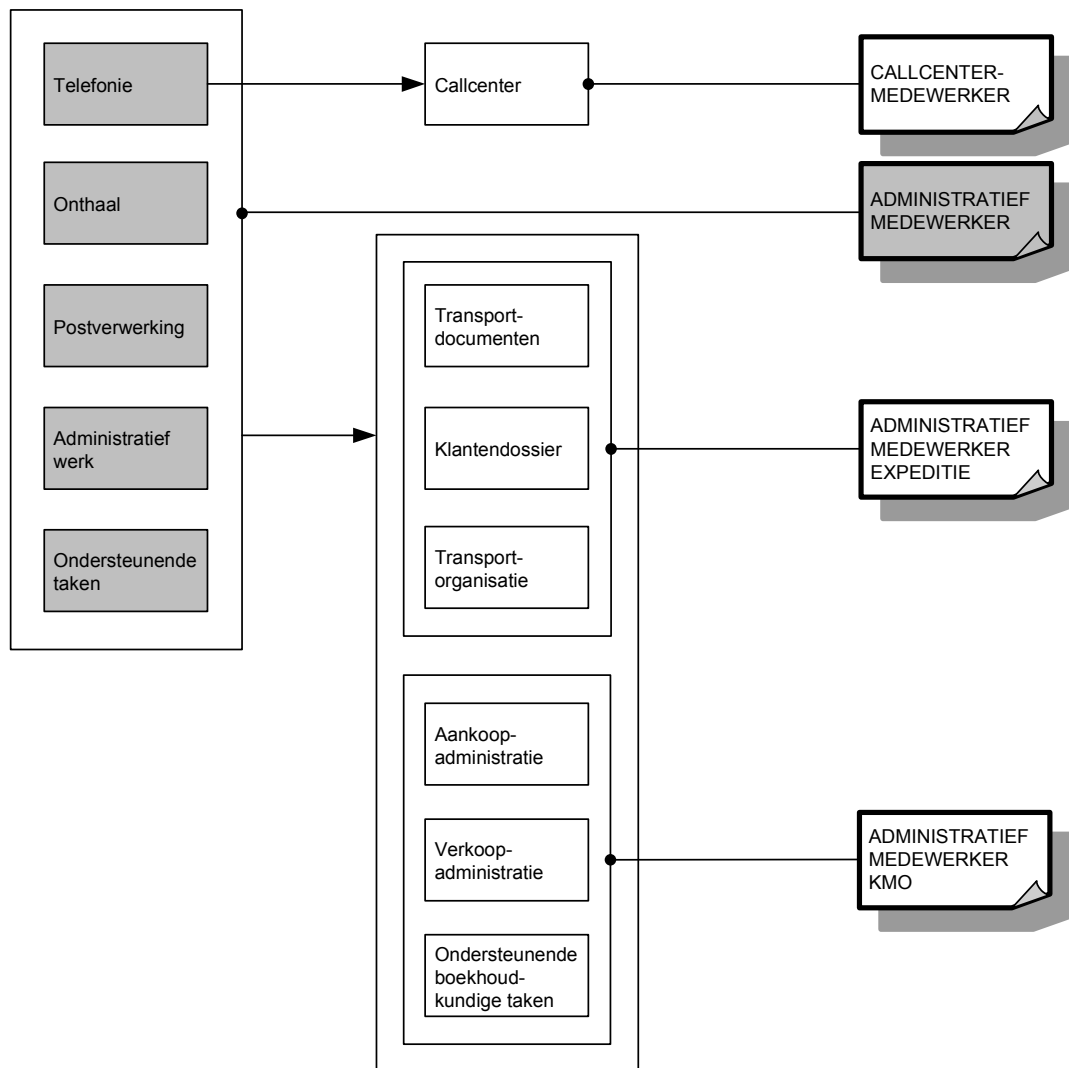 Telefonie
Callcenter
CALLCENTER-
MEDEWERKER
Onthaal
ADMINISTRATIEF
MEDEWERKER
Postverwerking
Transport-
documenten
Administratief
werk
Klantendossier
ADMINISTRATIEF
MEDEWERKER
EXPEDITIE
Ondersteunende
taken
Transport-
organisatie
Aankoop-
administratie
Verkoop-
administratie
ADMINISTRATIEF
MEDEWERKER
KMO
Ondersteunende
boekhoud-
kundige taken